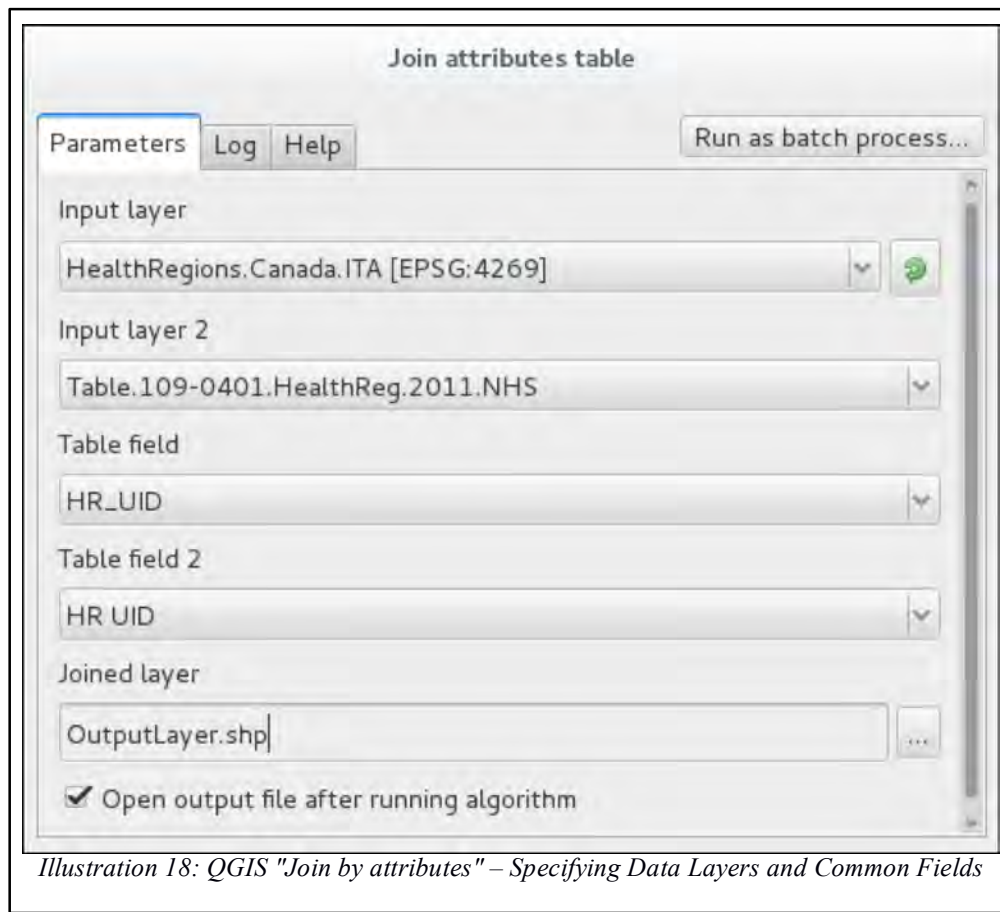 Join attributes table
Parameters Log Help Run as batch process...
Input layer
HealthRegions.Canada.ITA [EPSG:4269]
Input layer 2
Table.109-0401.HealthReg.2011.NHS
Table field
HR_UID
Table field 2
HR UID
Joined layer
OutputLayer.shp
...
Open output file after running algorithm
Illustration 18: QGIS "Join by attributes" – Specifying Data Layers and Common Fields